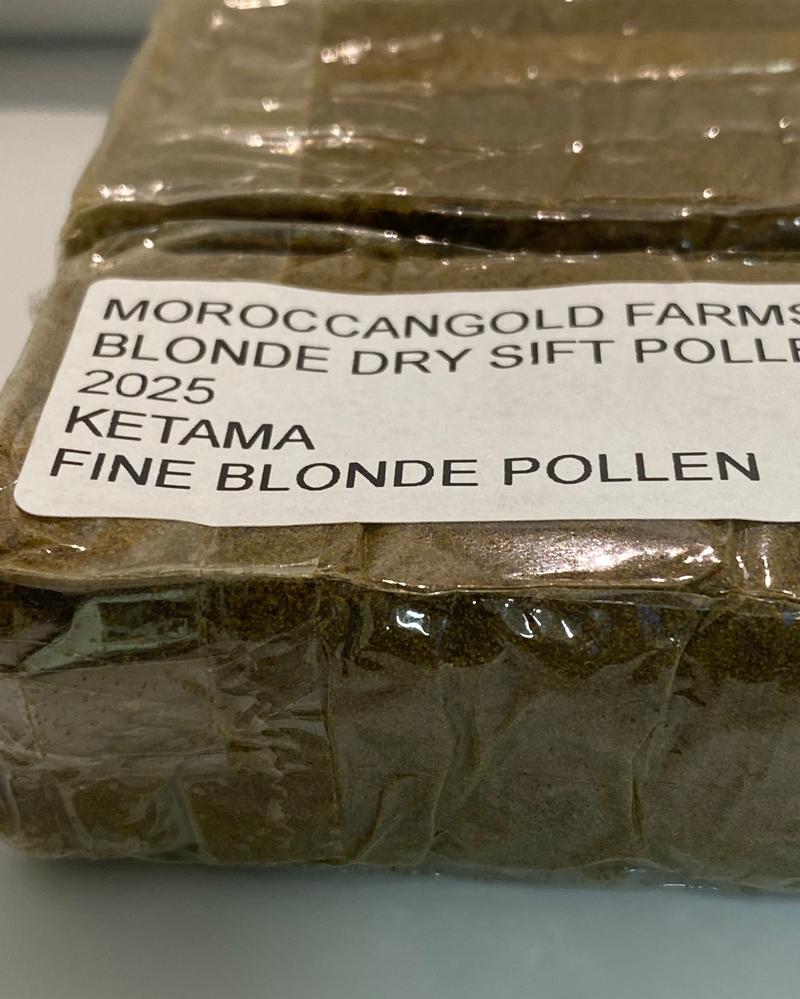 MOROCCANGOLD FARMS
BLONDE DRY SIFT POLLE
2025
KETAMA
FINE BLONDE POLLEN